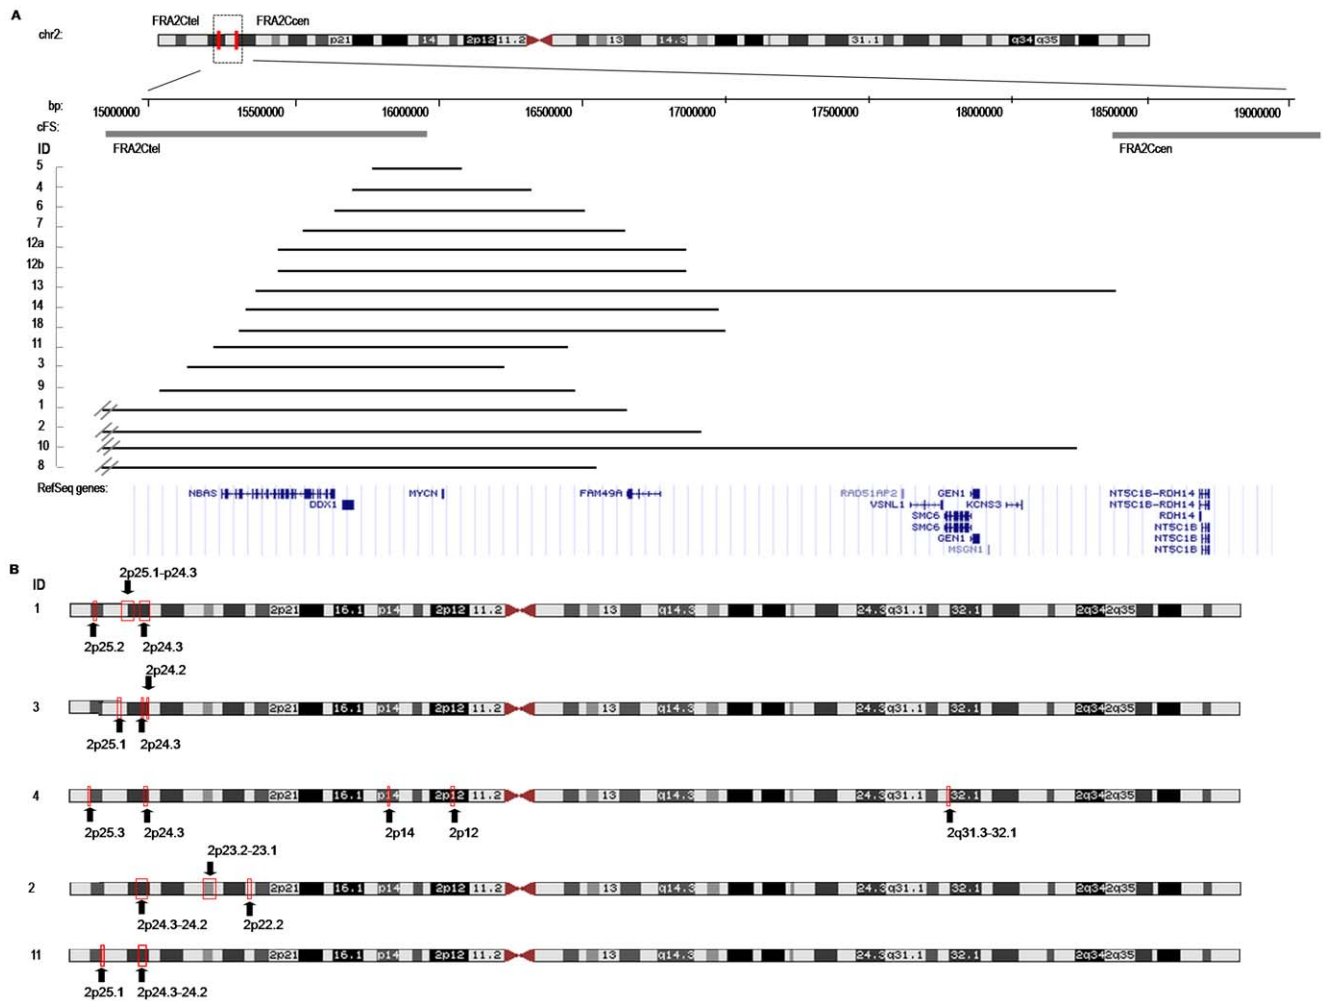 A
FRA2Ctel FRA2Ccen
chr2: p21 14 2p12 11.2 13 14.3 31.1 q34 q35
bp: 15000000 15500000 16000000 16500000 17000000 17500000 18000000 18500000 19000000
cFS:
FRA2Ctel FRA2Ccen
ID
5
4
6
7
12a
12b
13
14
18
11
3
9
1
2
10
8
RefSeq genes: NBAS MYCN FAM49A RAD51AP2 GEN1 NT5C1B-RDH14
DDX1 VSNL1 KCNS3 NT5C1B-RDH14
SMC6 RDH14
SMC6 NT5C1B
GEN1 NT5C1B
MSGN1 NT5C1B
B
ID
2p25.1-p24.3
1 2p21 16.1 p14 2p12 11.2 13 q14.3 24.3 q31.1 32.1 2q34 2q35
2p25.2 2p24.3
2p24.2
3 2p21 16.1 p14 2p12 11.2 13 q14.3 24.3 q31.1 32.1 2q34 2q35
2p25.1 2p24.3
4 2p21 16.1 p14 2p12 11.2 13 q14.3 24.3 q31.1 32.1 2q34 2q35
2p25.3 2p24.3 2p14 2p12 2q31.3-32.1
2p23.2-23.1
2 2p21 16.1 p14 2p12 11.2 13 q14.3 24.3 q31.1 32.1 2q34 2q35
2p24.3-24.2 2p22.2
11 2p21 16.1 p14 2p12 11.2 13 q14.3 24.3 q31.1 32.1 2q34 2q35
2p25.1 2p24.3-24.2